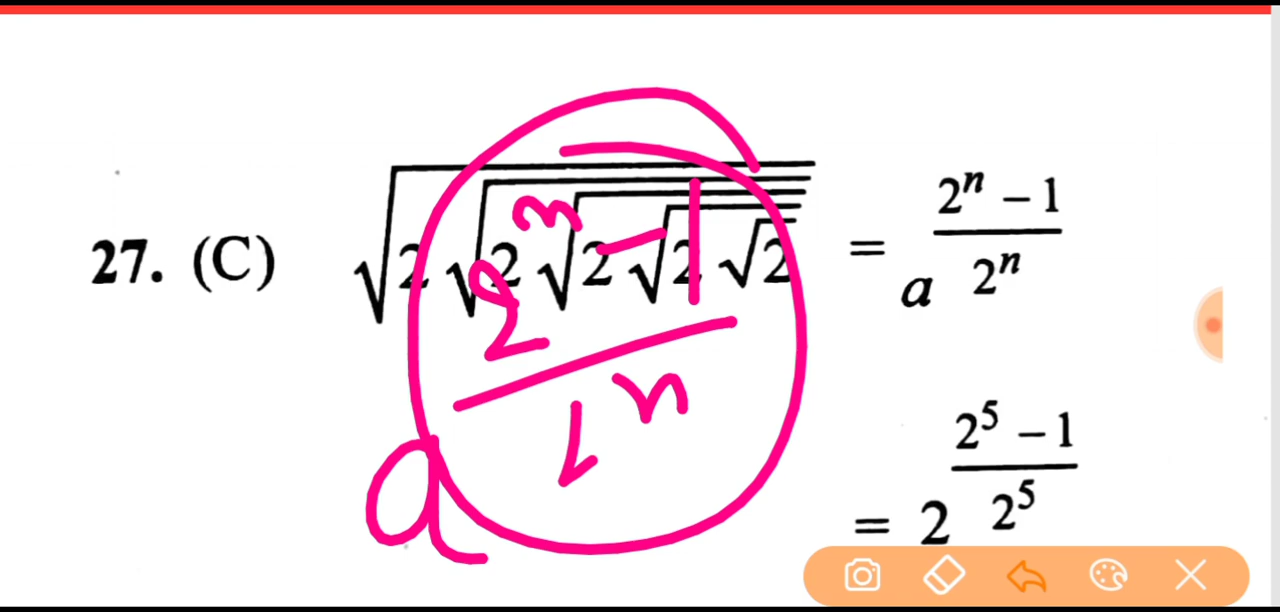 27. (C) √2√2√2√2√2 = a^((2^n – 1)/(2^n))
a^((2^n – 1)/(2^n))
= 2^((2^5 – 1)/(2^5))